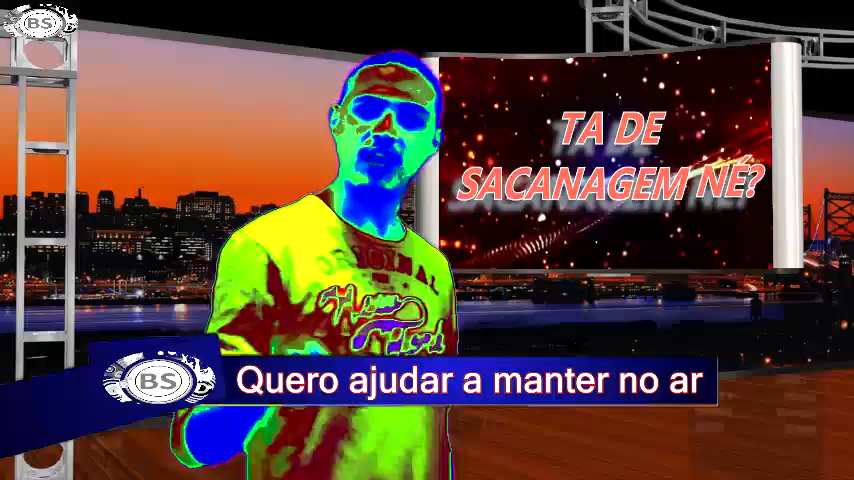 BS
TA DE
SACANAGEM NÉ?
ORIGINAL
BS
Quero ajudar a manter no ar